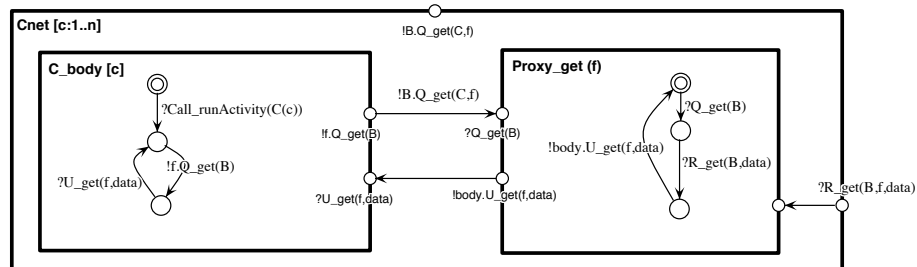 Cnet [c:1..n]
!B.Q_get(C,f)
C_body [c]
?Call_runActivity(C(c))
!f.Q_get(B)
?U_get(f,data)
!B.Q_get(C,f)
!f.Q_get(B)
?Q_get(B)
?U_get(f,data)
!body.U_get(f,data)
Proxy_get (f)
?Q_get(B)
!body.U_get(f,data)
?R_get(B,data)
?R_get(B,f,data)